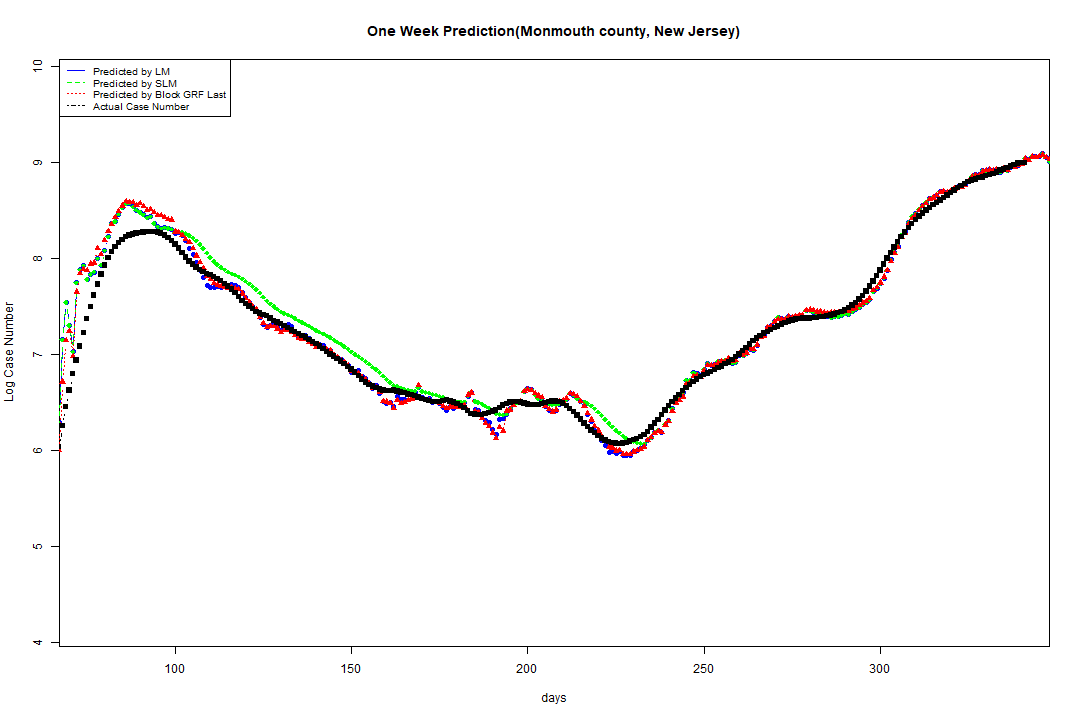 One Week Prediction(Monmouth county, New Jersey)
Predicted by LM
Predicted by SLM
Predicted by Block GRF Last
Actual Case Number
10
9
8
7
6
5
4
Log Case Number
100 150 200 250 300
days